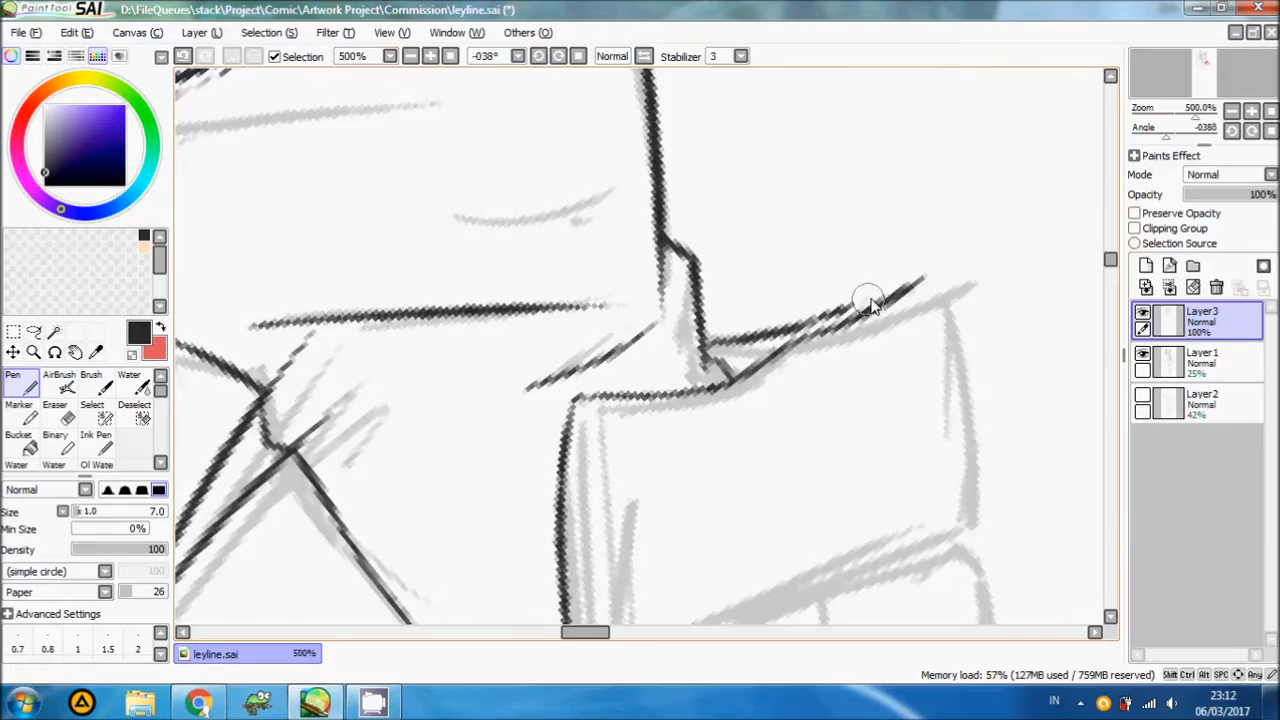 PaintTool SAI D:\FileQueues\stack\Project\Comic\Artwork Project\Commission\leyline.sai (*)
File (F) Edit (E) Canvas (C) Layer (L) Selection (S) Filter (T) View (V) Window (W) Others (O)
Selection 500% -038° Normal Stabilizer 3
Zoom 500.0%
Angle -038θ
Paints Effect
Mode Normal
Opacity 100%
Preserve Opacity
Clipping Group
Selection Source
Layer3
Normal
100%
Layer1
Normal
25%
Layer2
Normal
42%
Pen AirBrush Brush Water
Marker Eraser Select Deselect
Bucket Binary Ink Pen
Water Water Oil Water
Normal
Size x 1.0 7.0
Min Size 0%
Density 100
(simple circle) 100
Paper 26
Advanced Settings
0.7 0.8 1 1.5 2
leyline.sai 500%
Memory load: 57% (127MB used / 759MB reserved) Shift Ctrl Alt SPC Any
IN 23:12
06/03/2017